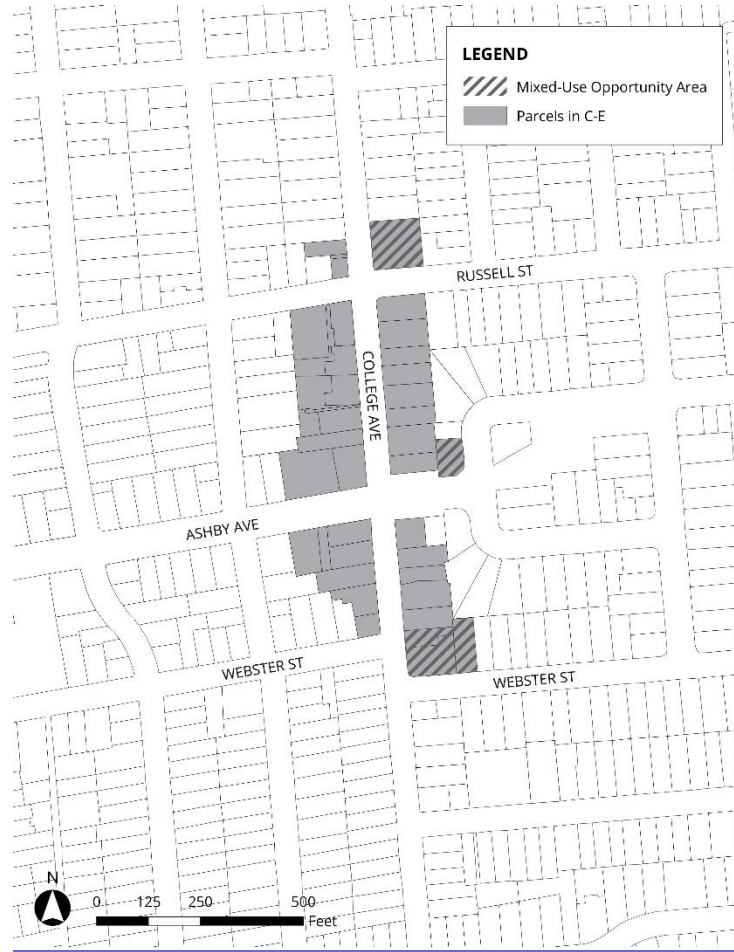 LEGEND
Mixed-Use Opportunity Area
Parcels in C-E
RUSSELL ST
COLLEGE AVE
ASHBY AVE
WEBSTER ST
WEBSTER ST
N
0 125 250 500
Feet